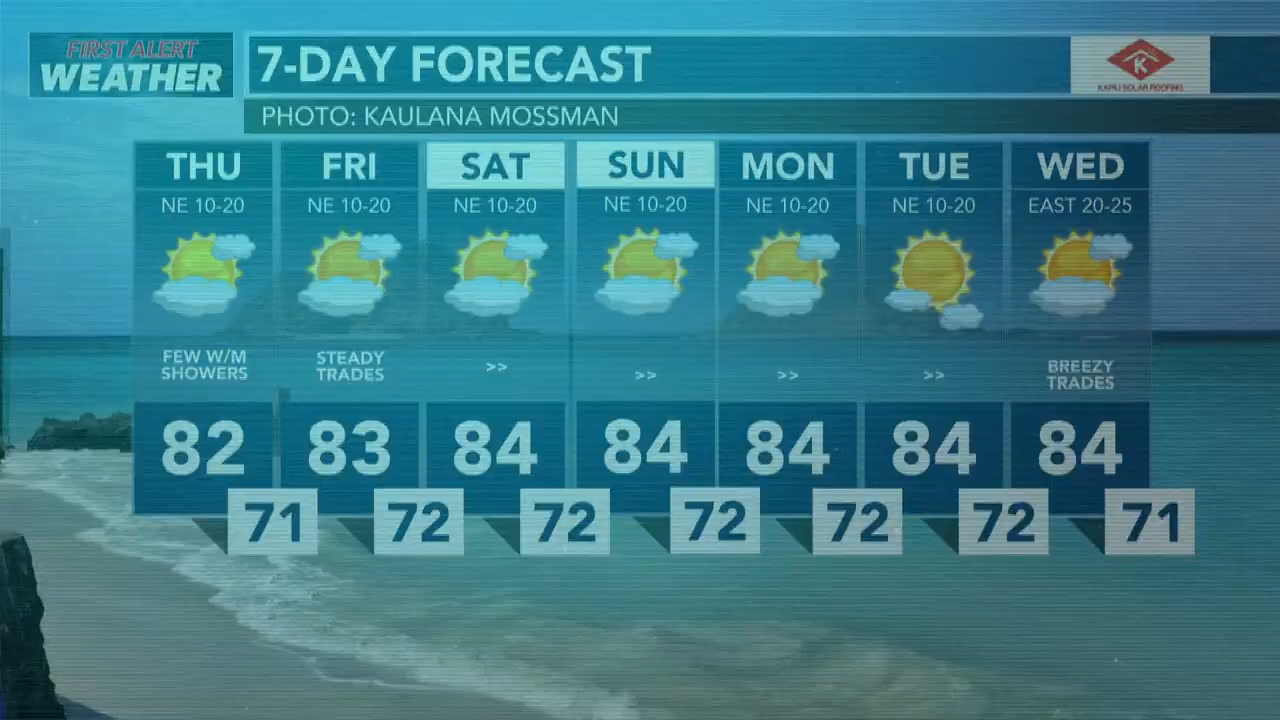 FIRST ALERT
WEATHER
7-DAY FORECAST
K
KAPILI SOLAR ROOFING
PHOTO: KAULANA MOSSMAN
THU FRI SAT SUN MON TUE WED
NE 10-20 NE 10-20 NE 10-20 NE 10-20 NE 10-20 NE 10-20 EAST 20-25
FEW W/M STEADY >> >> >> >> BREEZY
SHOWERS TRADES TRADES
82 83 84 84 84 84 84
71 72 72 72 72 72 71